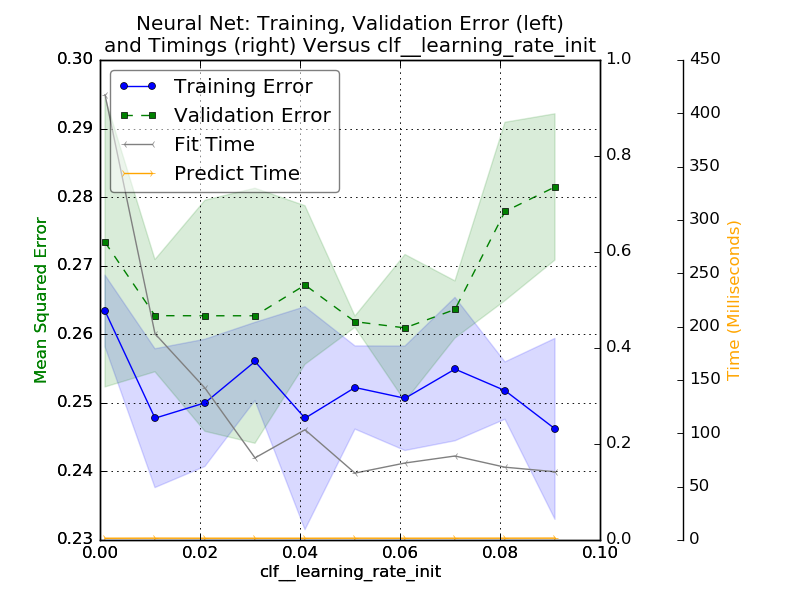 Neural Net: Training, Validation Error (left)
and Timings (right) Versus clf__learning_rate_init
Training Error
Validation Error
Fit Time
Predict Time
Mean Squared Error
0.30
0.29
0.28
0.27
0.26
0.25
0.24
0.23
0.00 0.02 0.04 0.06 0.08 0.10
clf__learning_rate_init
1.0
0.8
0.6
0.4
0.2
0.0
450
400
350
300
250
200
150
100
50
0
Time (Milliseconds)